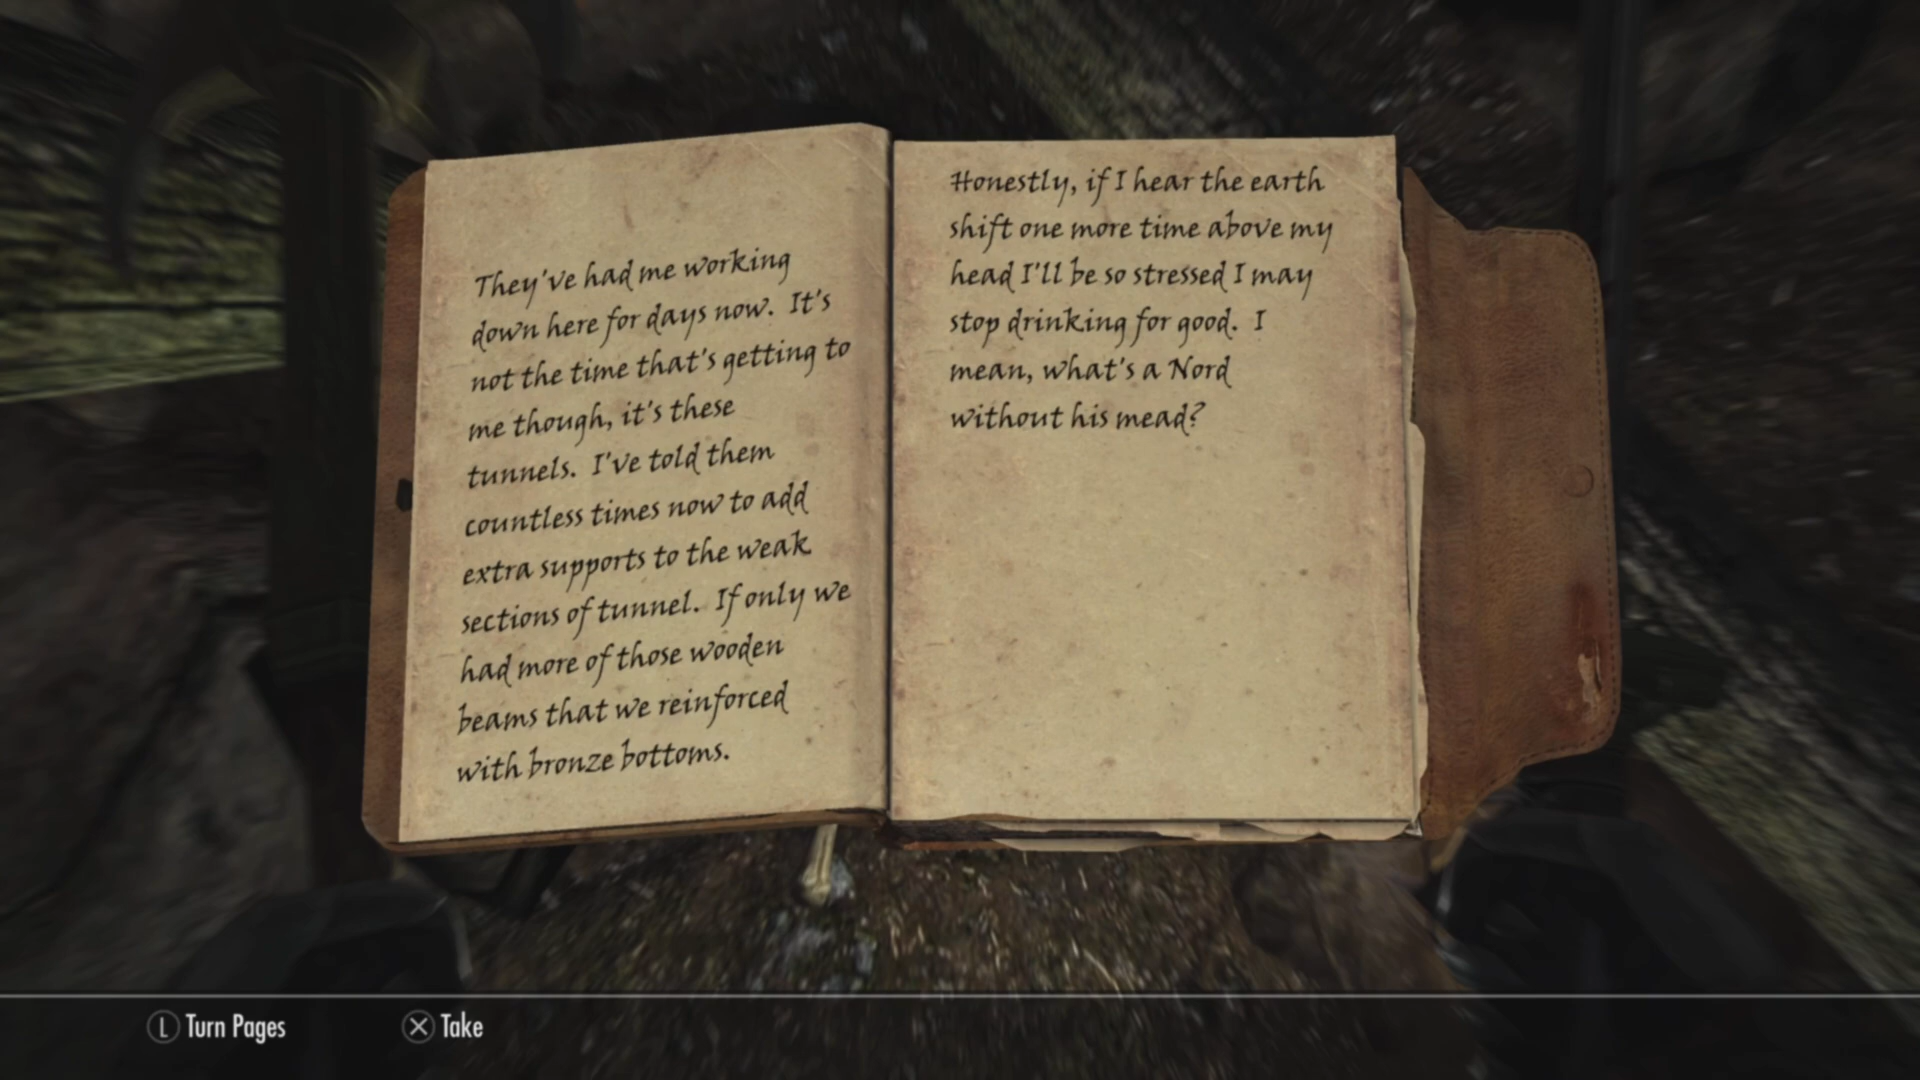 They've had me working
down here for days now. It's
not the time that's getting to
me though, it's these
tunnels. I've told them
countless times now to add
extra supports to the weak
sections of tunnel. If only we
had more of those wooden
beams that we reinforced
with bronze bottoms.
Honestly, if I hear the earth
shift one more time above my
head I'll be so stressed I may
stop drinking for good. I
mean, what's a Nord
without his mead?
L Turn Pages
X Take